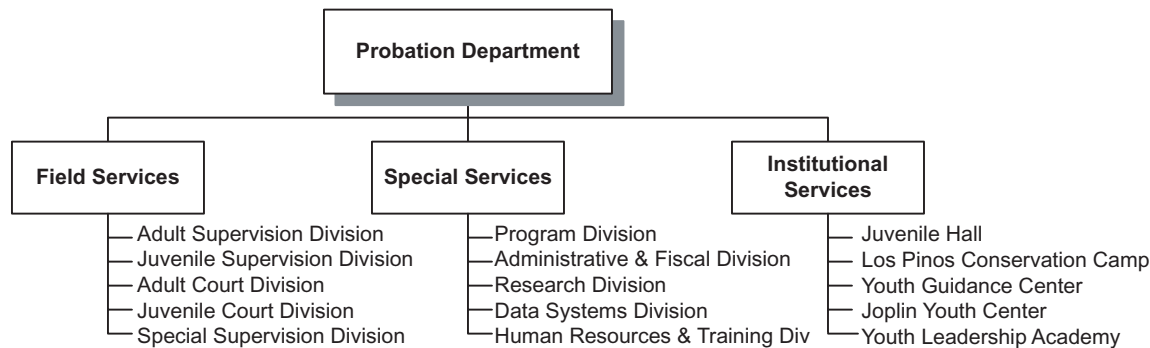 Probation Department
Field Services
Adult Supervision Division
Juvenile Supervision Division
Adult Court Division
Juvenile Court Division
Special Supervision Division
Special Services
Program Division
Administrative & Fiscal Division
Research Division
Data Systems Division
Human Resources & Training Div
Institutional
Services
Juvenile Hall
Los Pinos Conservation Camp
Youth Guidance Center
Joplin Youth Center
Youth Leadership Academy